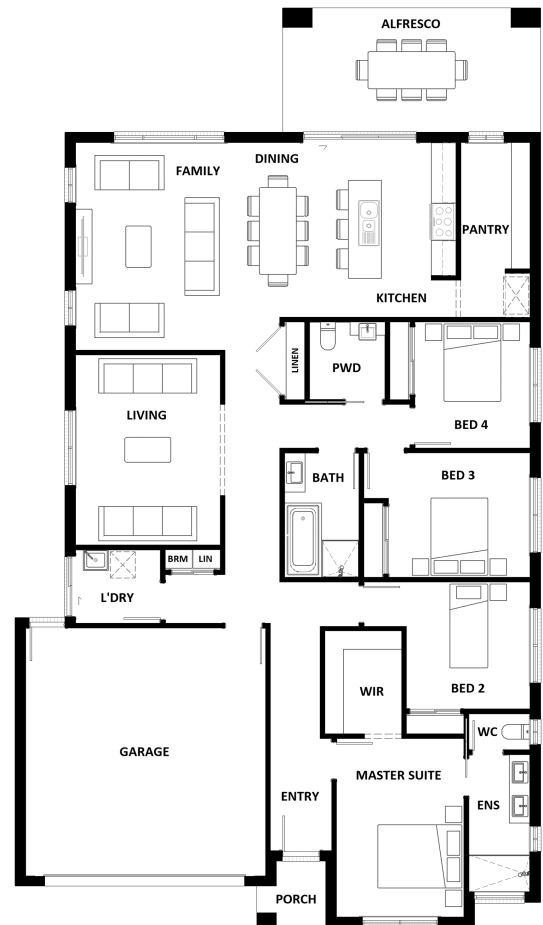 ALFRESCO
DINING
FAMILY
PANTRY
KITCHEN
LINEN
PWD
LIVING
BED 4
BATH
BED 3
BRM
LIN
L'DRY
WIR
BED 2
WC
GARAGE
MASTER SUITE
ENTRY
ENS
PORCH